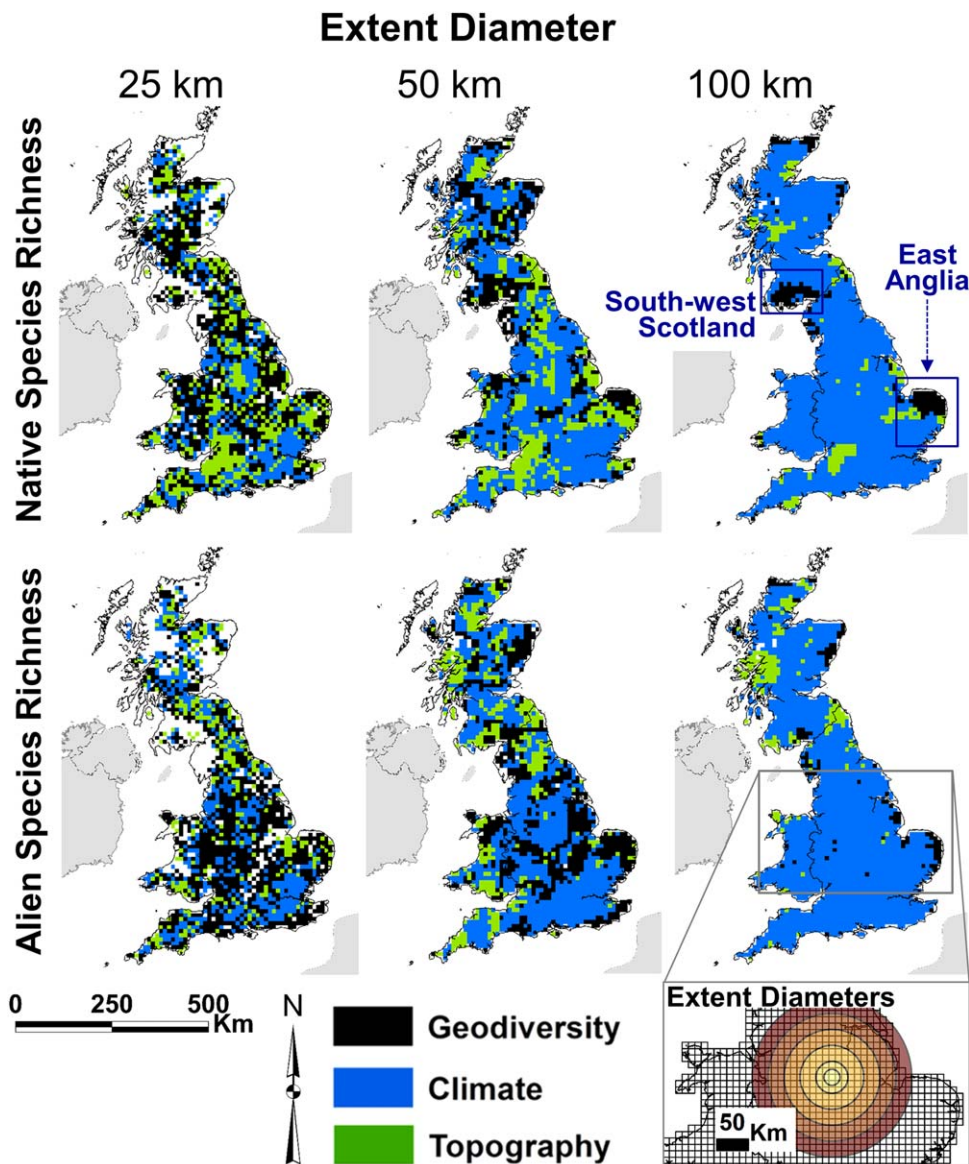 Extent Diameter
25 km
50 km
100 km
Native Species Richness
South-west
Scotland
East
Anglia
Alien Species Richness
0 250 500
Km
N
Geodiversity
Climate
Topography
Extent Diameters
50
Km